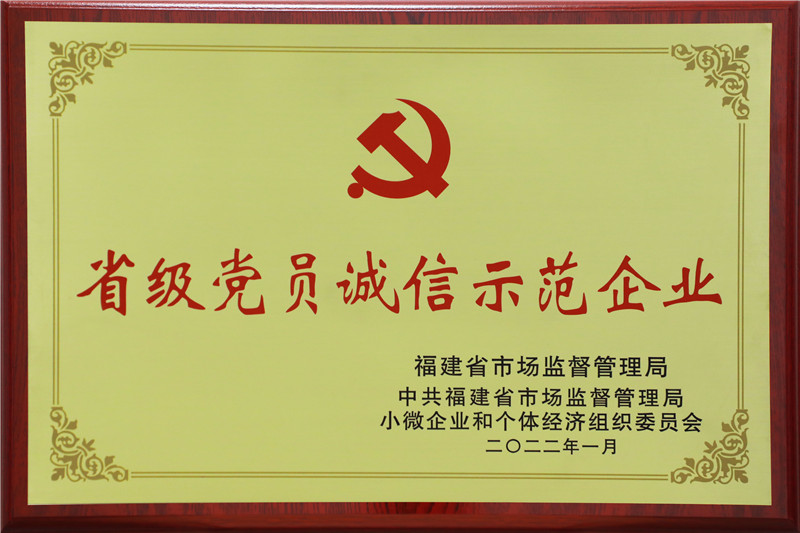 省级党员诚信示范企业
福建省市场监督管理局
中共福建省市场监督管理局
小微企业和个体经济组织委员会
二〇二二年一月